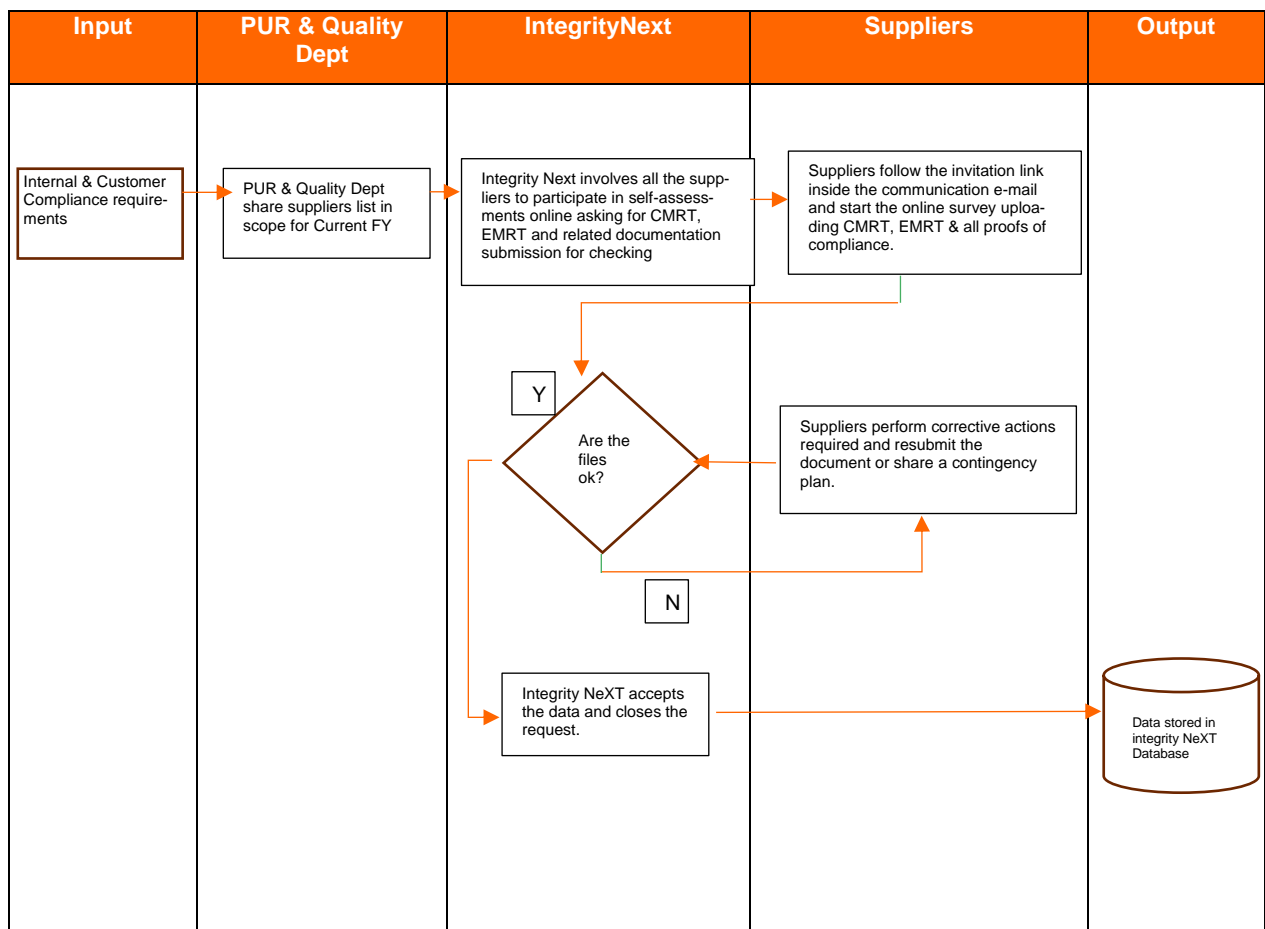 Input
PUR & Quality
Dept
IntegrityNext
Suppliers
Output
Internal & Customer
Compliance require-
ments
PUR & Quality Dept
share suppliers list in
scope for Current FY
Integrity Next involves all the sup-
pliers to participate in self-assess-
ments online asking for CMRT,
EMRT and related documentation
submission for checking
Suppliers follow the invitation link
inside the communication e-mail
and start the online survey uploa-
ding CMRT, EMRT & all proofs of
compliance.
Y
Are the
files
ok?
Suppliers perform corrective actions
required and resubmit the
document or share a contingency
plan.
N
Integrity NeXT accepts
the data and closes the
request.
Data stored in
integrity NeXT
Database